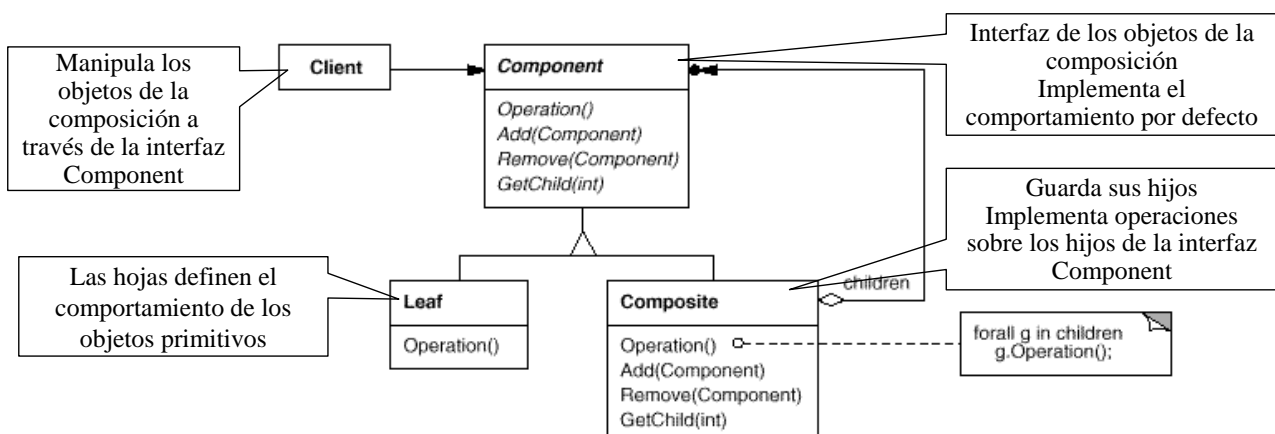 Manipula los
objetos de la
composición a
través de la interfaz
Component
Client
Component
Operation()
Add(Component)
Remove(Component)
GetChild(int)
Interfaz de los objetos de la
composición
Implementa el
comportamiento por defecto
Guarda sus hijos
Implementa operaciones
sobre los hijos de la interfaz
Component
Las hojas definen el
comportamiento de los
objetos primitivos
Leaf
Operation()
Composite
Operation()
Add(Component)
Remove(Component)
GetChild(int)
children
forall g in children
g.Operation();